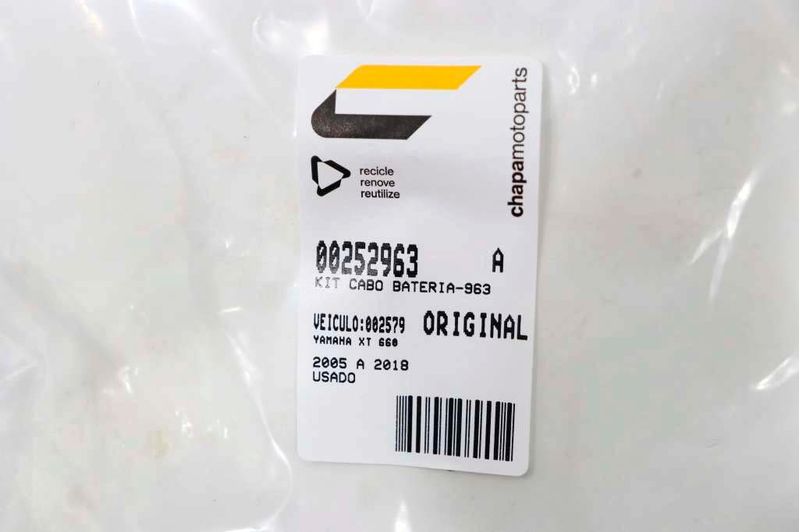 chapamotoparts
recicle
renove
reutilize
00252963 A
KIT CABO BATERIA-963
VEICULO:002579 ORIGINAL
YAMAHA XT 660
2005 A 2018
USADO